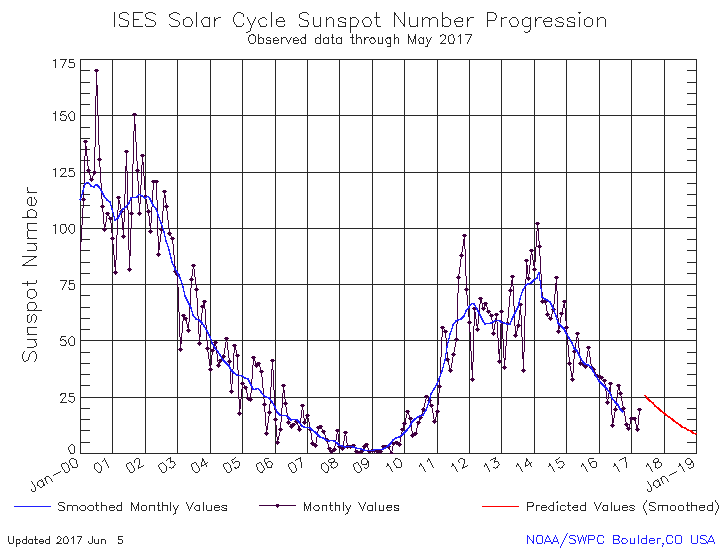 ISES Solar Cycle Sunspot Number Progression
Observed data through May 2017
175
150
125
100
75
50
25
0
Sunspot Number
Jan-00 01 02 03 04 05 06 07 08 09 10 11 12 13 14 15 16 17 18 Jan-19
Smoothed Monthly Values Monthly Values Predicted Values (Smoothed)
Updated 2017 Jun 5 NOAA/SWPC Boulder,CO USA